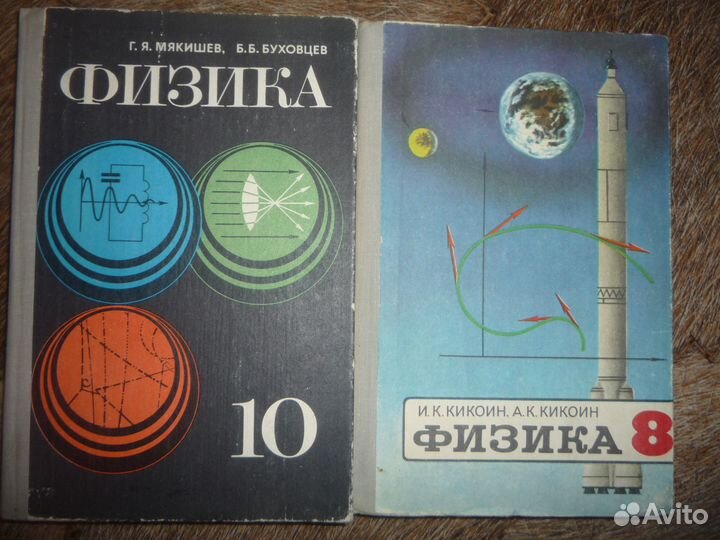 Г. Я. МЯКИШЕВ, Б. Б. БУХОВЦЕВ
ФИЗИКА
10
И. К. КИКОИН, А. К. КИКОИН
ФИЗИКА 8
Avito